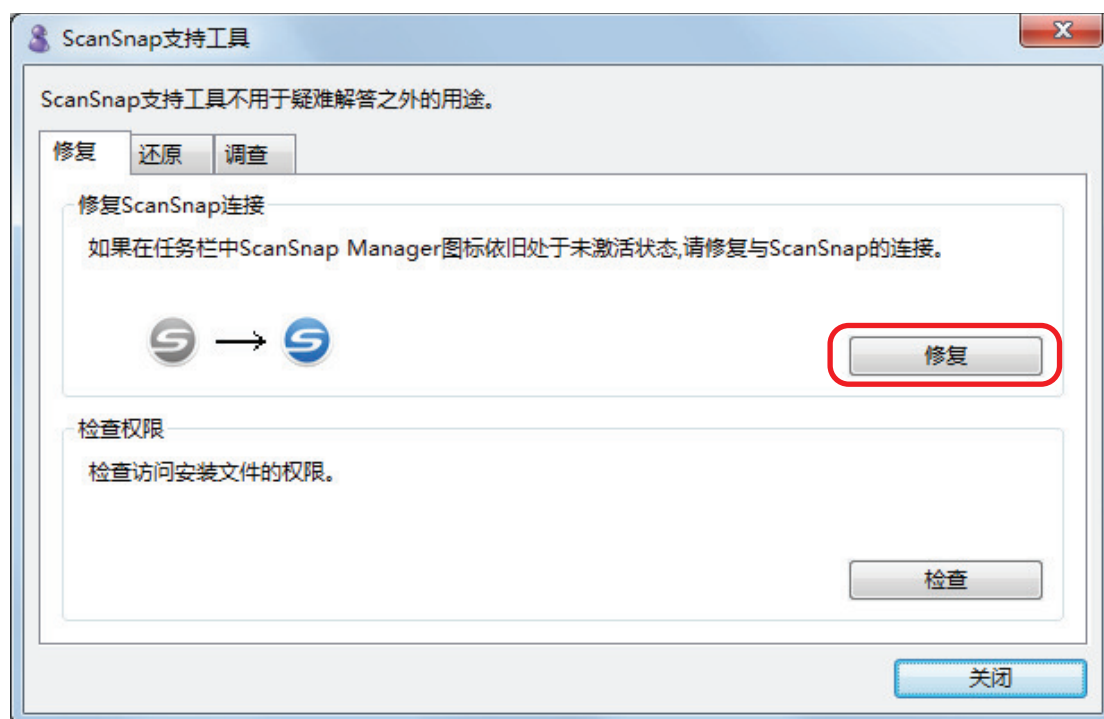 ScanSnap支持工具
ScanSnap支持工具不用于疑难解答之外的用途。
修复 还原 调查
修复ScanSnap连接
如果在任务栏中ScanSnap Manager图标依旧处于未激活状态,请修复与ScanSnap的连接。
修复
检查权限
检查访问安装文件的权限。
检查
关闭